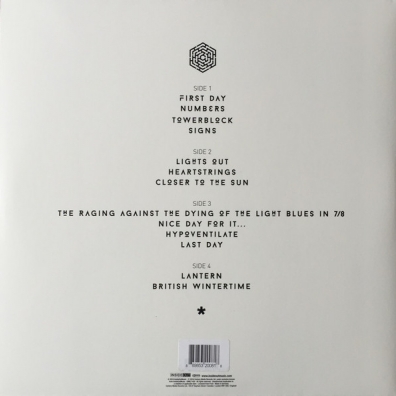 SIDE 1
FIRST DAY
NUMBERS
TOWERBLOCK
SIGNS
SIDE 2
LIGHTS OUT
HEARTSTRINGS
CLOSER TO THE SUN
SIDE 3
THE RAGING AGAINST THE DYING OF THE LIGHT BLUES IN 7/8
NICE DAY FOR IT...
HYPOVENTILATE
LAST DAY
SIDE 4
LANTERN
BRITISH WINTERTIME
*